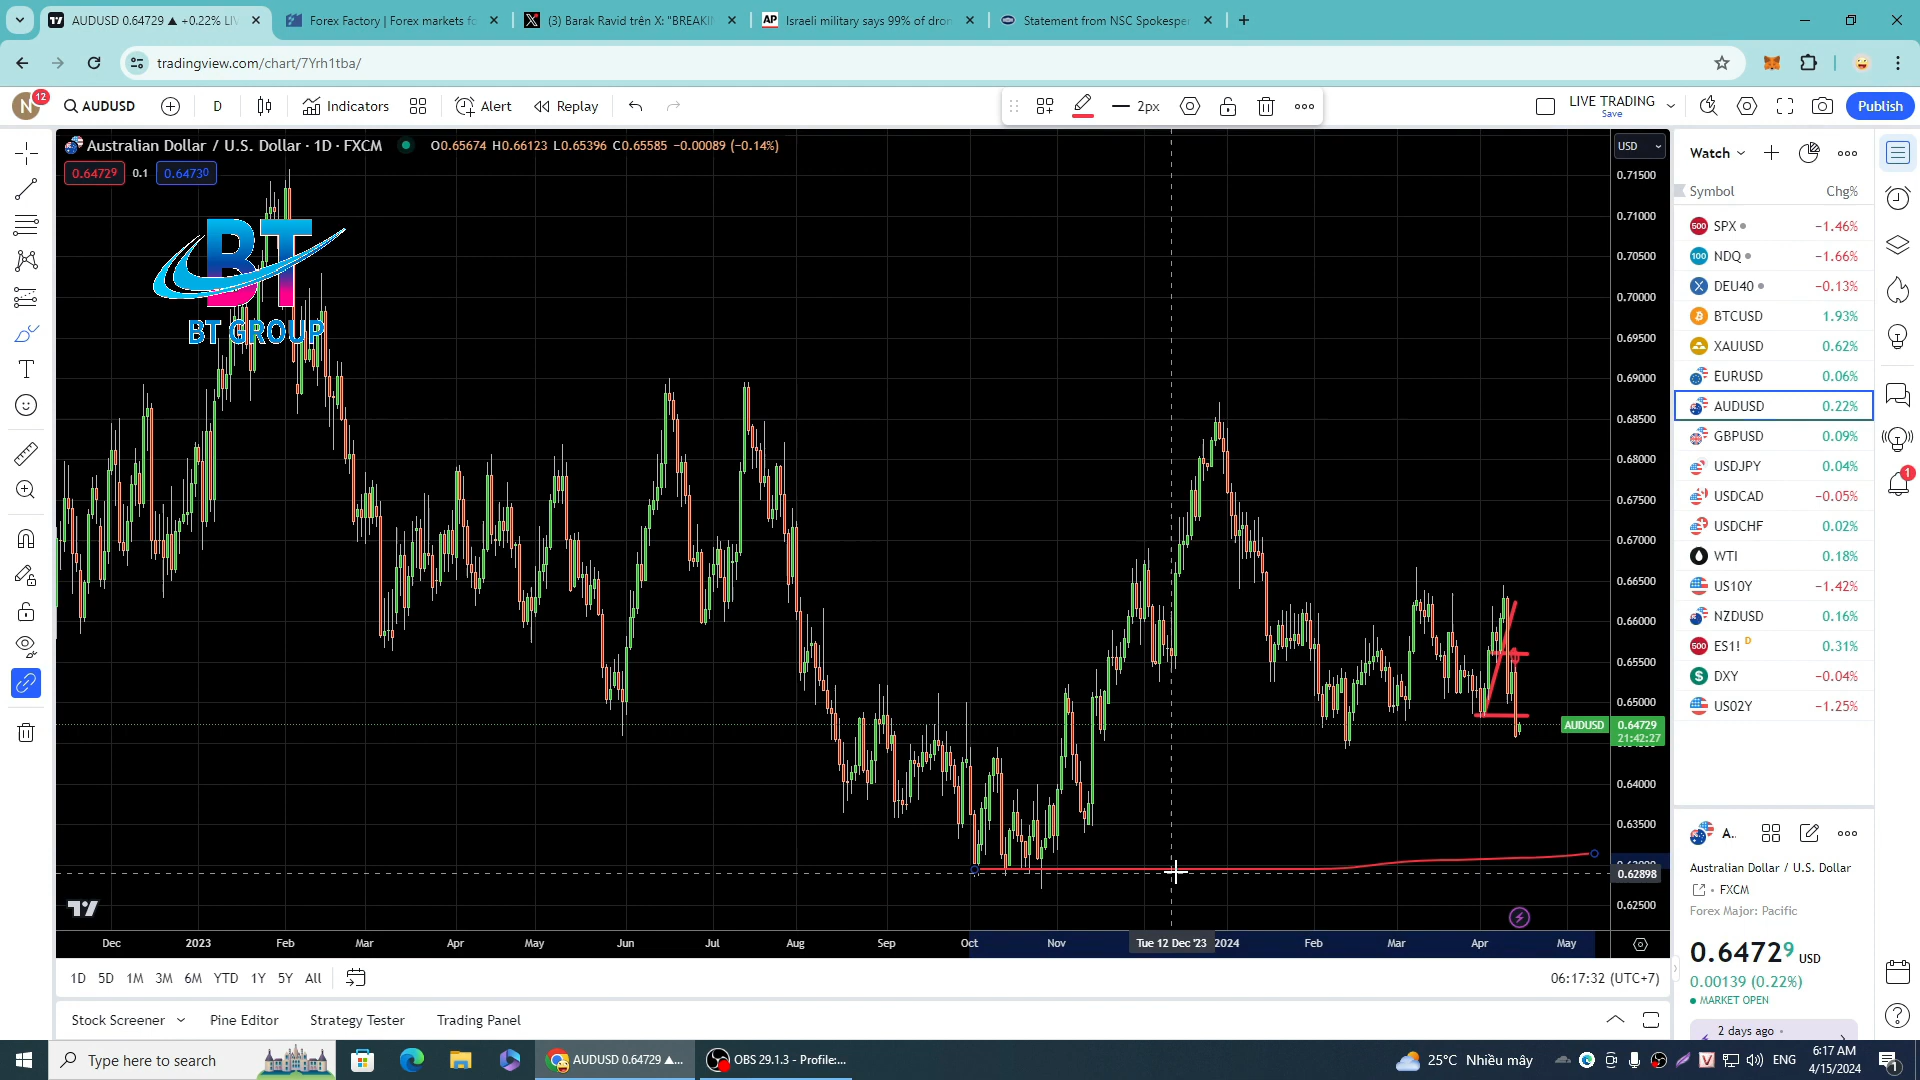 AUDUSD 0.64729 ▲ +0.22% LIV
Forex Factory | Forex markets fo
(3) Barak Ravid trên X: "BREAKIN
Israeli military says 99% of dron
Statement from NSC Spokespers
tradingview.com/chart/7Yrh1tba/
N
12
AUDUSD
D
Indicators
Alert
Replay
2px
LIVE TRADING
Save
Publish
Australian Dollar / U.S. Dollar · 1D · FXCM
O0.65674 H0.66123 L0.65396 C0.65585 −0.00089 (−0.14%)
0.64729
0.1
0.64730
BT
BT GROUP
USD
0.71500
0.71000
0.70500
0.70000
0.69500
0.69000
0.68500
0.68000
0.67500
0.67000
0.66500
0.66000
0.65500
0.65000
AUDUSD
0.64729
21:42:27
0.64000
0.63500
0.62898
0.62500
Dec
2023
Feb
Mar
Apr
May
Jun
Jul
Aug
Sep
Oct
Nov
Tue 12 Dec '23
2024
Feb
Mar
Apr
May
1D 5D 1M 3M 6M YTD 1Y 5Y All
06:17:32 (UTC+7)
Stock Screener
Pine Editor
Strategy Tester
Trading Panel
Watch
Symbol Chg%
SPX −1.46%
NDQ −1.66%
DEU40 −0.13%
BTCUSD 1.93%
XAUUSD 0.62%
EURUSD 0.06%
AUDUSD 0.22%
GBPUSD 0.09%
USDJPY 0.04%
USDCAD −0.05%
USDCHF 0.02%
WTI 0.18%
US10Y −1.42%
NZDUSD 0.16%
ES1! D 0.31%
DXY −0.04%
US02Y −1.25%
A..
Australian Dollar / U.S. Dollar
FXCM
Forex Major: Pacific
0.64729 USD
0.00139 (0.22%)
MARKET OPEN
2 days ago
1
Type here to search
AUDUSD 0.64729 ▲...
OBS 29.1.3 - Profile:...
25°C Nhiều mây
ENG
6:17 AM
4/15/2024
1